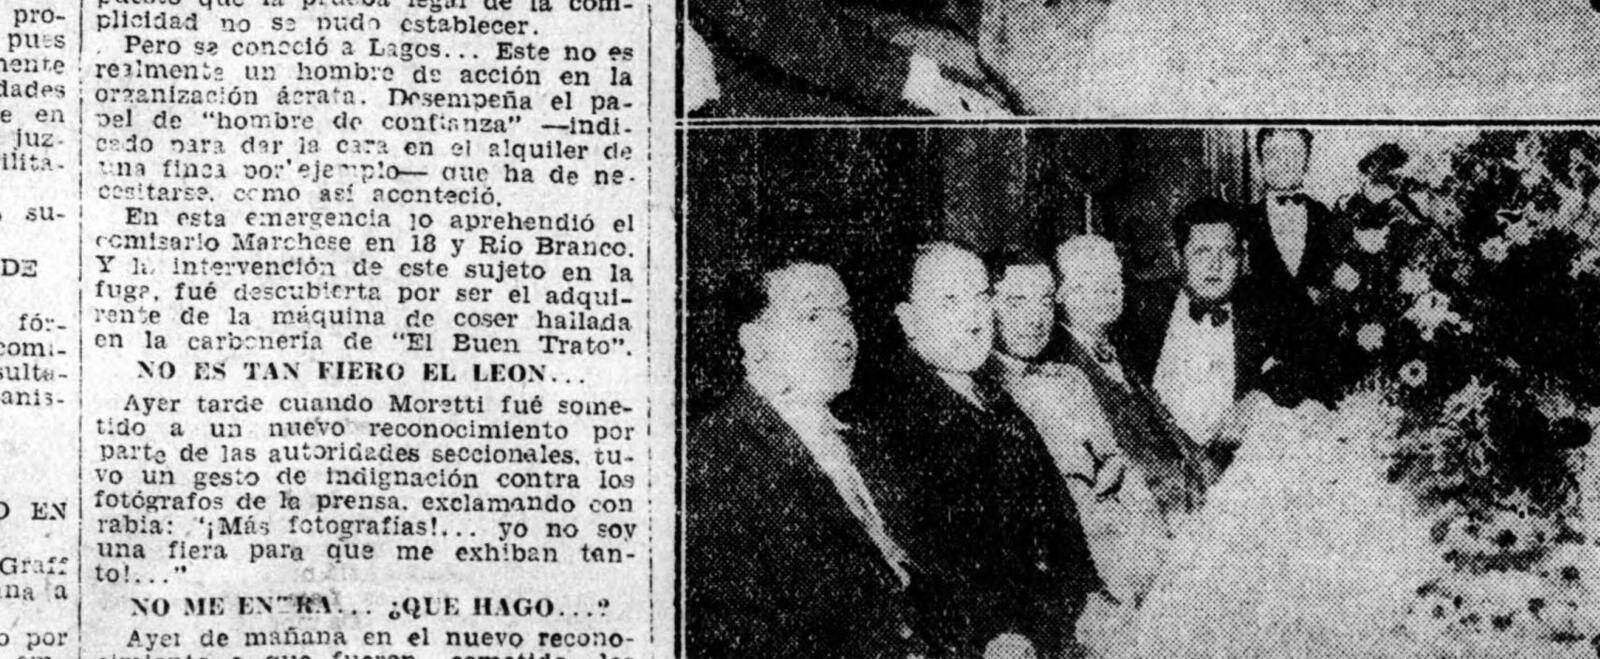 pro-
pues
mente
dades
e en
juz-
ilita-
su-
DE
fór-
comi-
sulta-
anis-
O EN
Graff
ana a
o por
puesto que la prueba legal de la com-
plicidad no se pudo establecer.
Pero se conoció a Lagos... Este no es
realmente un hombre de acción en la
organización ácrata. Desempeña el pa-
pel de "hombre de confianza" —indi-
cado para dar la cara en el alquiler de
una finca por ejemplo— que ha de ne-
cesitarse, como así aconteció.
En esta emergencia lo aprehendió el
comisario Marchese en 18 y Río Branco.
Y la intervención de este sujeto en la
fuga, fué descubierta por ser el adqui-
rente de la máquina de coser hallada
en la carbonería de "El Buen Trato".
NO ES TAN FIERO EL LEON...
Ayer tarde cuando Moretti fué some-
tido a un nuevo reconocimiento por
parte de las autoridades seccionales, tu-
vo un gesto de indignación contra los
fotógrafos de la prensa, exclamando con
rabia: "¡Más fotografías!... yo no soy
una fiera para que me exhiban tan-
to!..."
NO ME ENTRA... ¿QUE HAGO...?
Ayer de mañana en el nuevo recono-